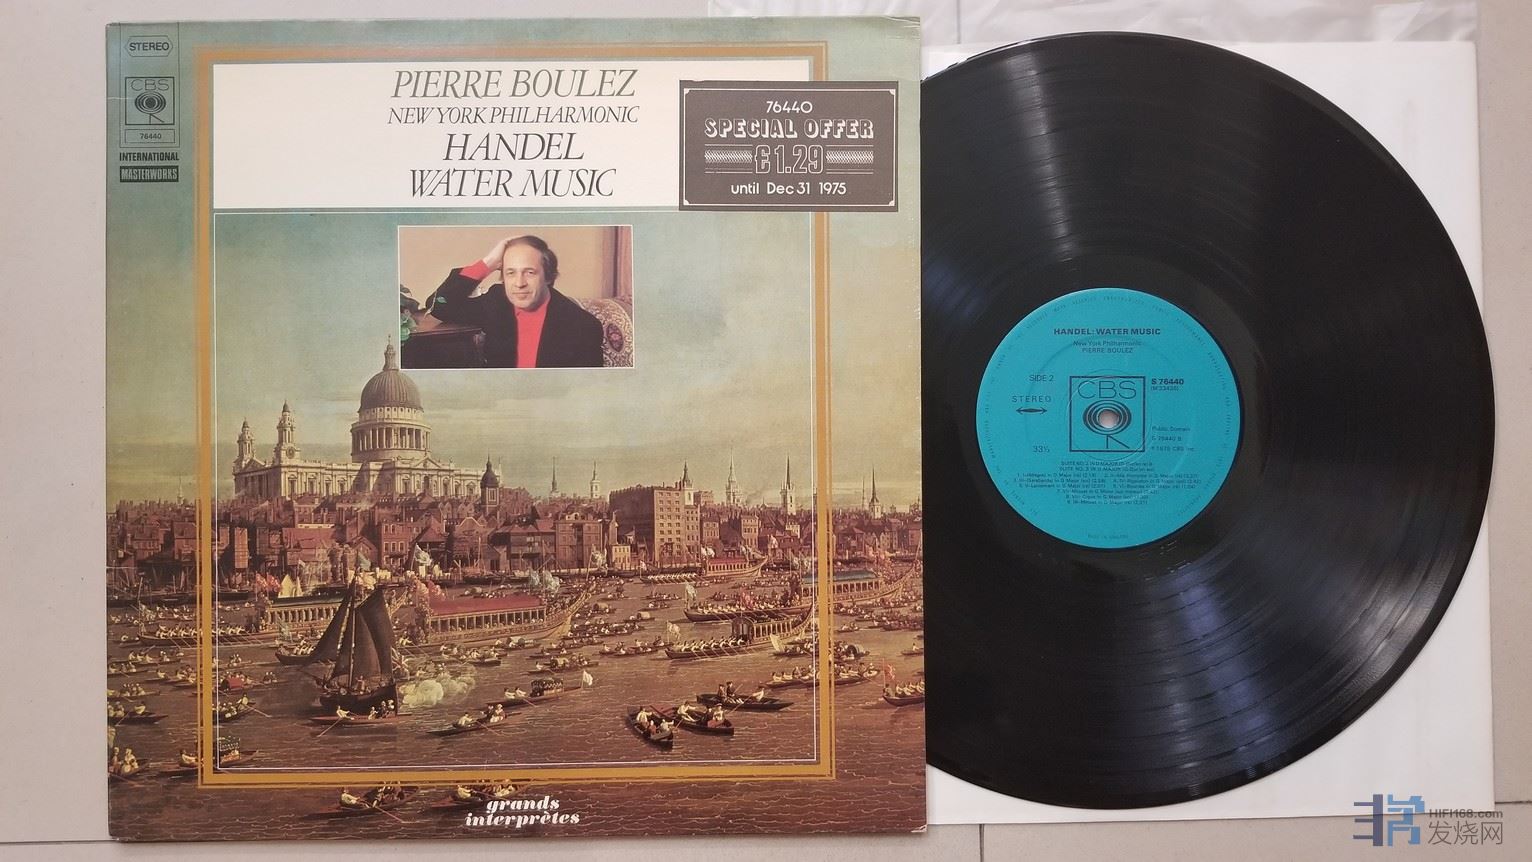 STEREO
CBS
76440
INTERNATIONAL
MASTERWORKS
PIERRE BOULEZ
NEW YORK PHILHARMONIC
HANDEL
WATER MUSIC
76440
SPECIAL OFFER
£1.29
until Dec 31 1975
grands
interprètes
HANDEL: WATER MUSIC
New York Philharmonic
PIERRE BOULEZ
SIDE 2
STEREO
CBS
S 76440
33⅓
Public Domain
S 76440 B
℗ 1975 CBS Inc.
HIFI168.com
发烧网